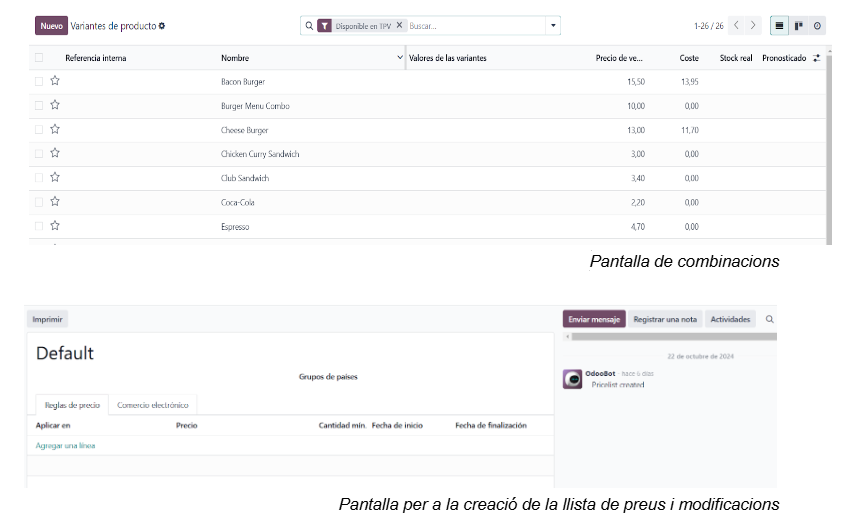 Nuevo Variantes de producto Disponible en TPV Buscar... 1-26 / 26
Referencia interna Nombre Valores de las variantes Precio de ve... Coste Stock real Pronosticado
Bacon Burger 15,50 13,95
Burger Menu Combo 10,00 0,00
Cheese Burger 13,00 11,70
Chicken Curry Sandwich 3,00 0,00
Club Sandwich 3,40 0,00
Coca-Cola 2,20 0,00
Espresso 4,70 0,00
Pantalla de combinacions
Imprimir Enviar mensaje Registrar una nota Actividades
Default
22 de octubre de 2024
Grupos de países
OdooBot - hace 6 días
Pricelist created
Reglas de precio Comercio electrónico
Aplicar en Precio Cantidad mín. Fecha de inicio Fecha de finalización
Agregar una línea
Pantalla per a la creació de la llista de preus i modificacions